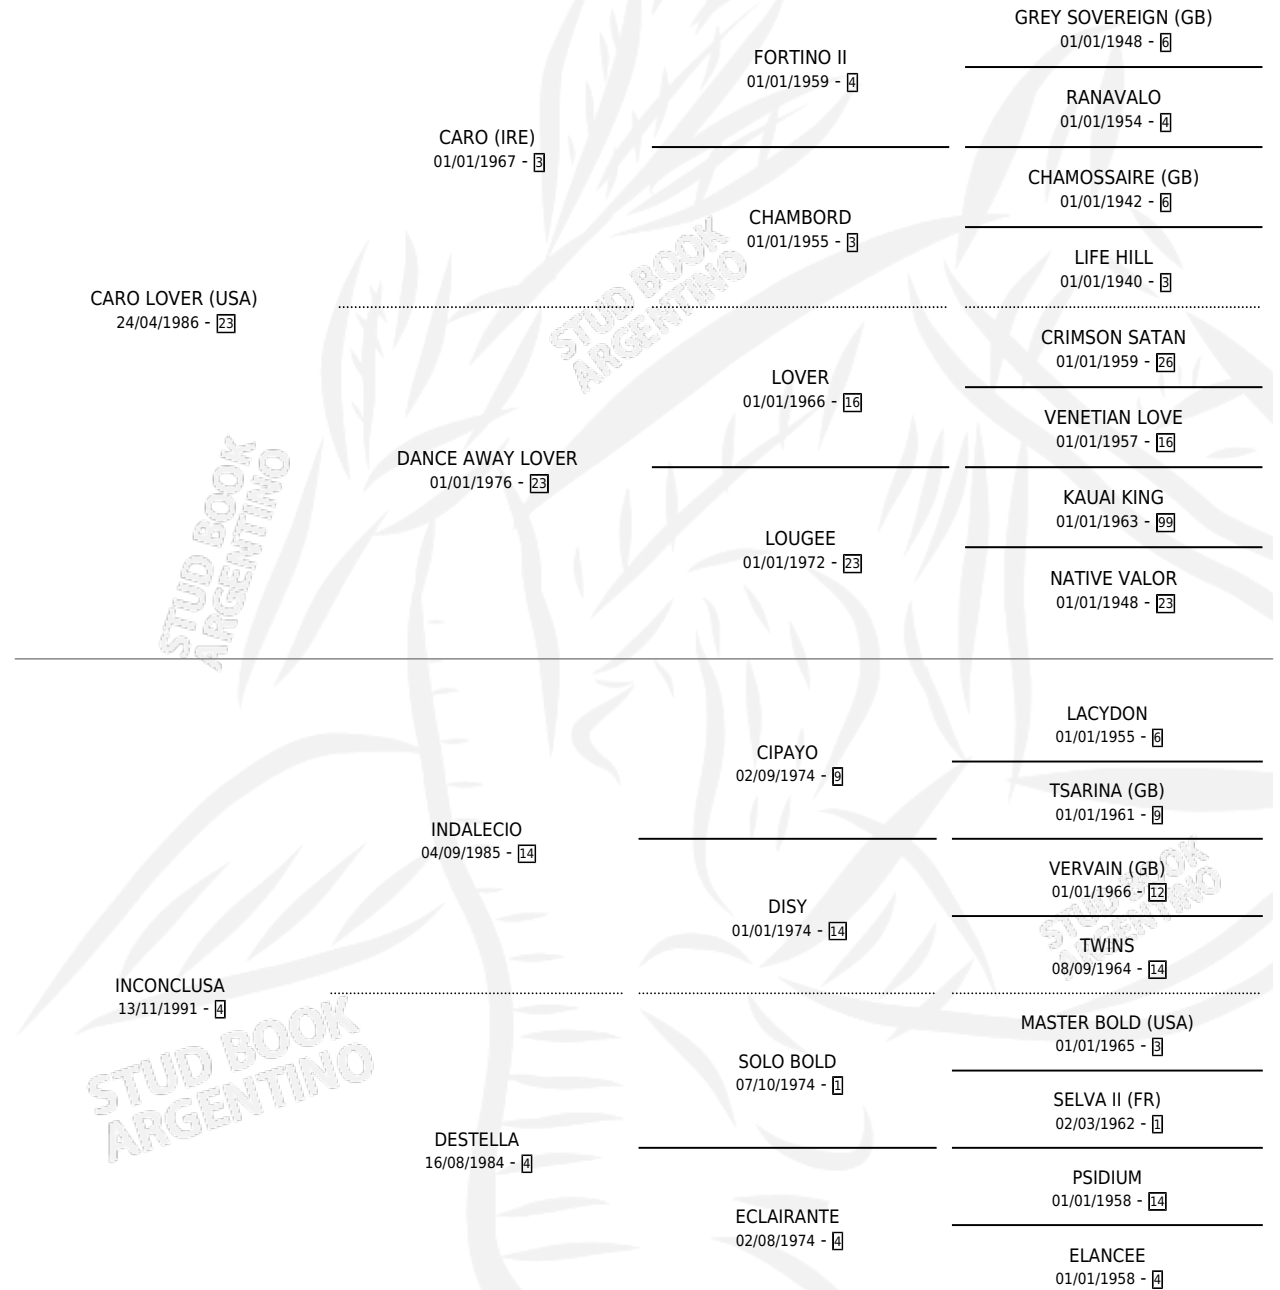 GREY SOVEREIGN (GB)
01/01/1948 - 6
FORTINO II
01/01/1959 - 4
RANAVALO
01/01/1954 - 4
CARO (IRE)
01/01/1967 - 3
CHAMOSSAIRE (GB)
01/01/1942 - 6
CHAMBORD
01/01/1955 - 3
LIFE HILL
01/01/1940 - 3
CARO LOVER (USA)
24/04/1986 - 23
CRIMSON SATAN
01/01/1959 - 26
LOVER
01/01/1966 - 16
VENETIAN LOVE
01/01/1957 - 16
DANCE AWAY LOVER
01/01/1976 - 23
KAUAI KING
01/01/1963 - 99
LOUGEE
01/01/1972 - 23
NATIVE VALOR
01/01/1948 - 23
LACYDON
01/01/1955 - 6
CIPAYO
02/09/1974 - 9
TSARINA (GB)
01/01/1961 - 9
INDALECIO
04/09/1985 - 14
VERVAIN (GB)
01/01/1966 - 12
DISY
01/01/1974 - 14
TWINS
08/09/1964 - 14
INCONCLUSA
13/11/1991 - 4
MASTER BOLD (USA)
01/01/1965 - 3
SOLO BOLD
07/10/1974 - 1
SELVA II (FR)
02/03/1962 - 1
DESTELLA
16/08/1984 - 4
PSIDIUM
01/01/1958 - 14
ECLAIRANTE
02/08/1974 - 4
ELANCEE
01/01/1958 - 4
STUD BOOK
ARGENTINO
STUD BOOK
ARGENTINO
STUD BOOK
ARGENTINO
STUD BOOK
ARGENTINO